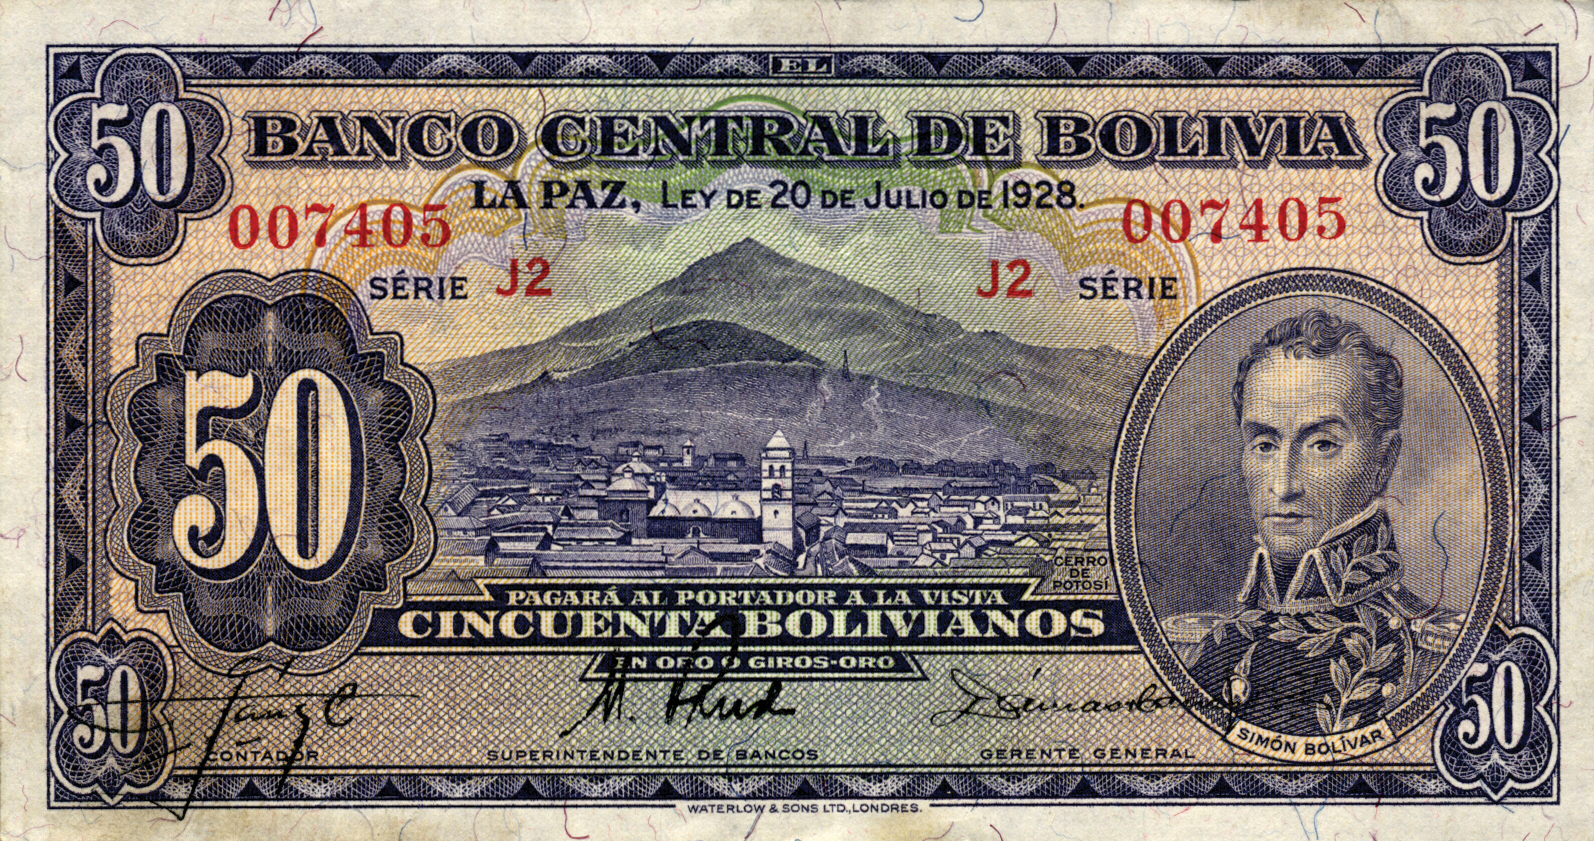 EL
50 BANCO CENTRAL DE BOLIVIA 50
LA PAZ, LEY DE 20 DE JULIO DE 1928.
007405 007405
SÉRIE J2 J2 SÉRIE
50
CERRO
DE
POTOSÍ
PAGARÁ AL PORTADOR A LA VISTA
CINCUENTA BOLIVIANOS
EN ORO O GIROS-ORO
50 50
CONTADOR SUPERINTENDENTE DE BANCOS GERENTE GENERAL
SIMÓN BOLÍVAR
WATERLOW & SONS LTD., LONDRES.